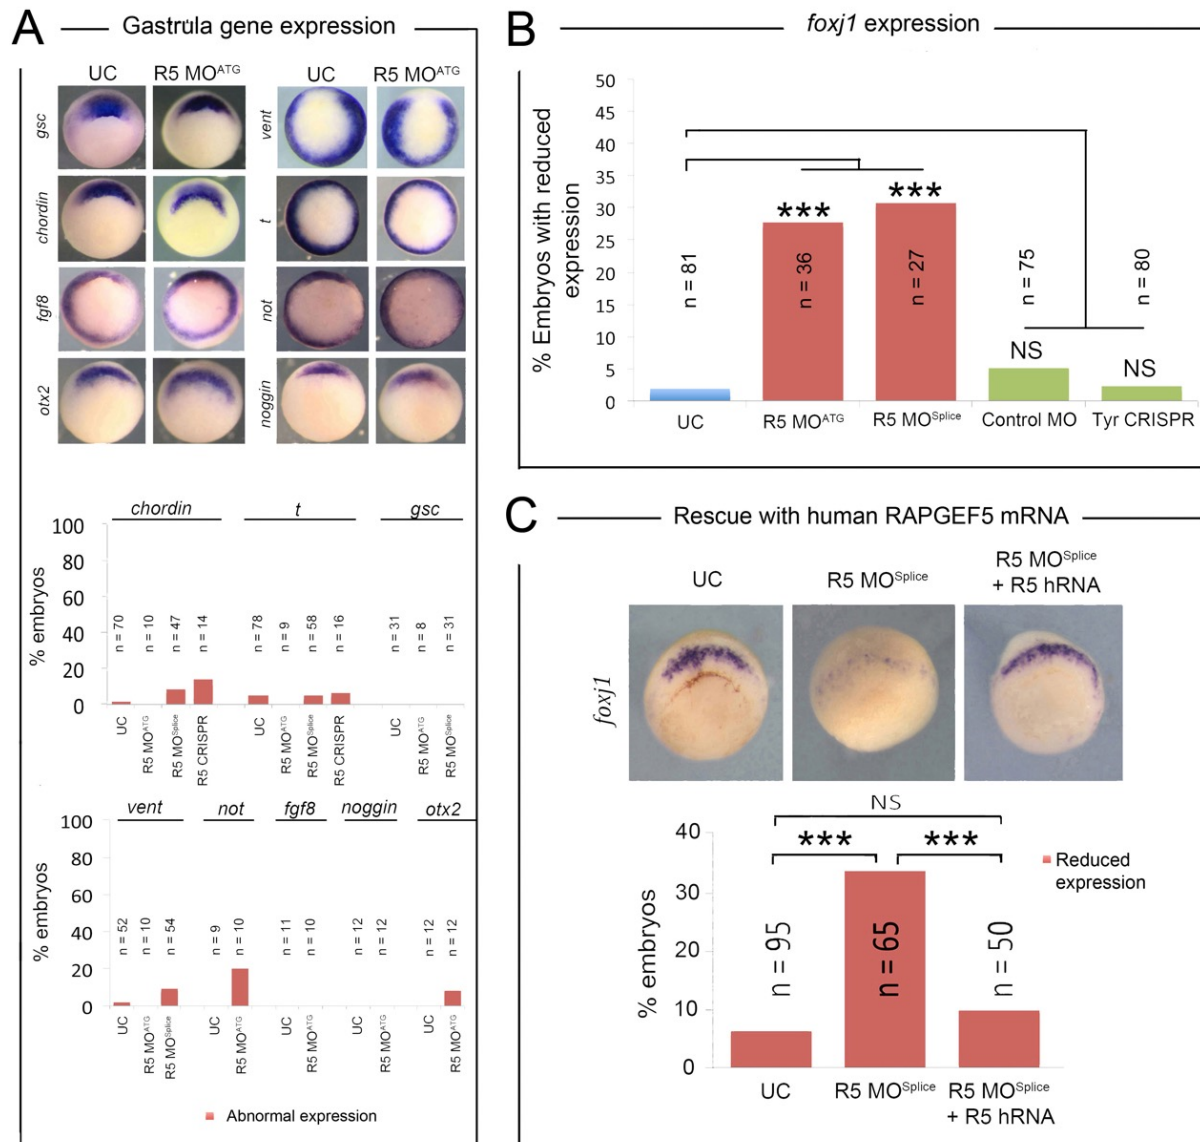 A Gastrula gene expression
UC R5 MO^ATG UC R5 MO^ATG
gsc vent
chordin t
fgf8 not
otx2 noggin
chordin t gsc
% embryos
100
80
60
40
20
0
n = 70 n = 10 n = 47 n = 14 n = 78 n = 9 n = 58 n = 16 n = 31 n = 8 n = 31
UC R5 MO^ATG R5 MO^Splice R5 CRISPR UC R5 MO^ATG R5 MO^Splice R5 CRISPR UC R5 MO^ATG R5 MO^Splice
vent not fgf8 noggin otx2
% embryos
100
80
60
40
20
0
n = 52 n = 10 n = 54 n = 9 n = 10 n = 11 n = 10 n = 12 n = 12 n = 12 n = 12
UC R5 MO^ATG R5 MO^Splice UC R5 MO^ATG UC R5 MO^ATG UC R5 MO^ATG UC R5 MO^ATG
Abnormal expression
B foxj1 expression
% Embryos with reduced
expression
50
45
40
35
30
25
20
15
10
5
0
*** ***
n = 81 n = 36 n = 27 n = 75 n = 80
NS NS
UC R5 MO^ATG R5 MO^Splice Control MO Tyr CRISPR
C Rescue with human RAPGEF5 mRNA
UC R5 MO^Splice R5 MO^Splice
+ R5 hRNA
foxj1
NS
*** ***
% embryos
40
30
20
10
0
n = 95 n = 65 n = 50
Reduced
expression
UC R5 MO^Splice R5 MO^Splice
+ R5 hRNA